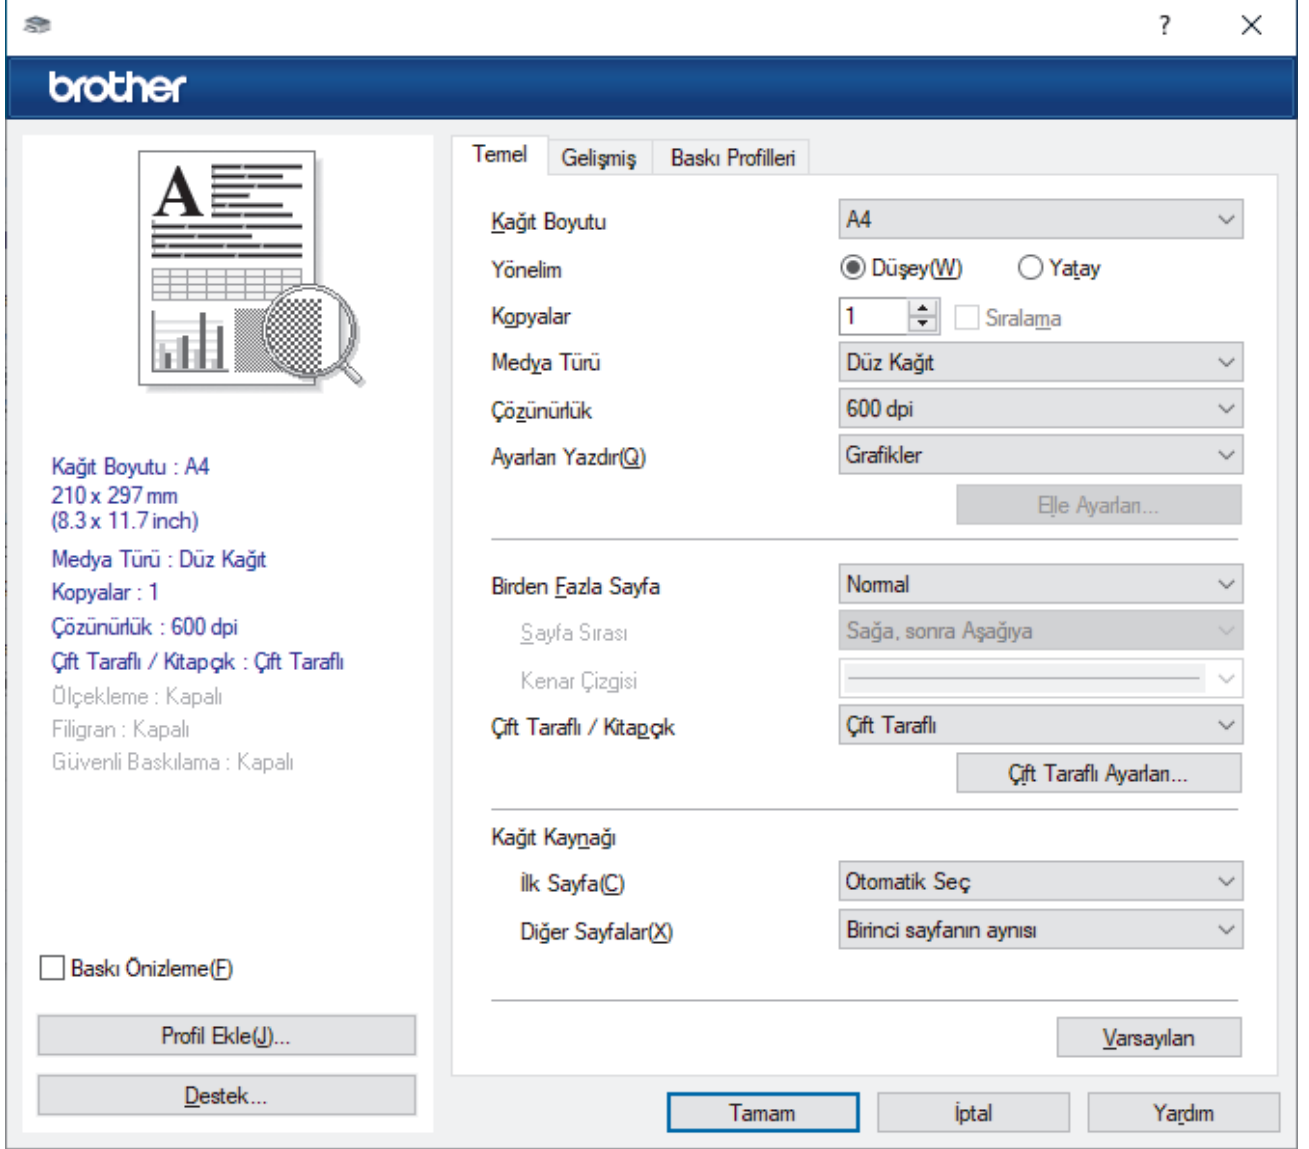 ?
brother
A
Kağıt Boyutu : A4
210 x 297 mm
(8.3 x 11.7 inch)
Medya Türü : Düz Kağıt
Kopyalar : 1
Çözünürlük : 600 dpi
Çift Taraflı / Kitapçık : Çift Taraflı
Ölçekleme : Kapalı
Filigran : Kapalı
Güvenli Baskılama : Kapalı
Baskı Önizleme(F)
Profil Ekle(J)...
Destek...
Temel Gelişmiş Baskı Profilleri
Kağıt Boyutu A4
Yönelim Düşey(W) Yatay
Kopyalar 1 Sıralama
Medya Türü Düz Kağıt
Çözünürlük 600 dpi
Ayarları Yazdır(Q) Grafikler
Elle Ayarları...
Birden Fazla Sayfa Normal
Sayfa Sırası Sağa, sonra Aşağıya
Kenar Çizgisi
Çift Taraflı / Kitapçık Çift Taraflı
Çift Taraflı Ayarları...
Kağıt Kaynağı
İlk Sayfa(C) Otomatik Seç
Diğer Sayfalar(X) Birinci sayfanın aynısı
Varsayılan
Tamam İptal Yardım